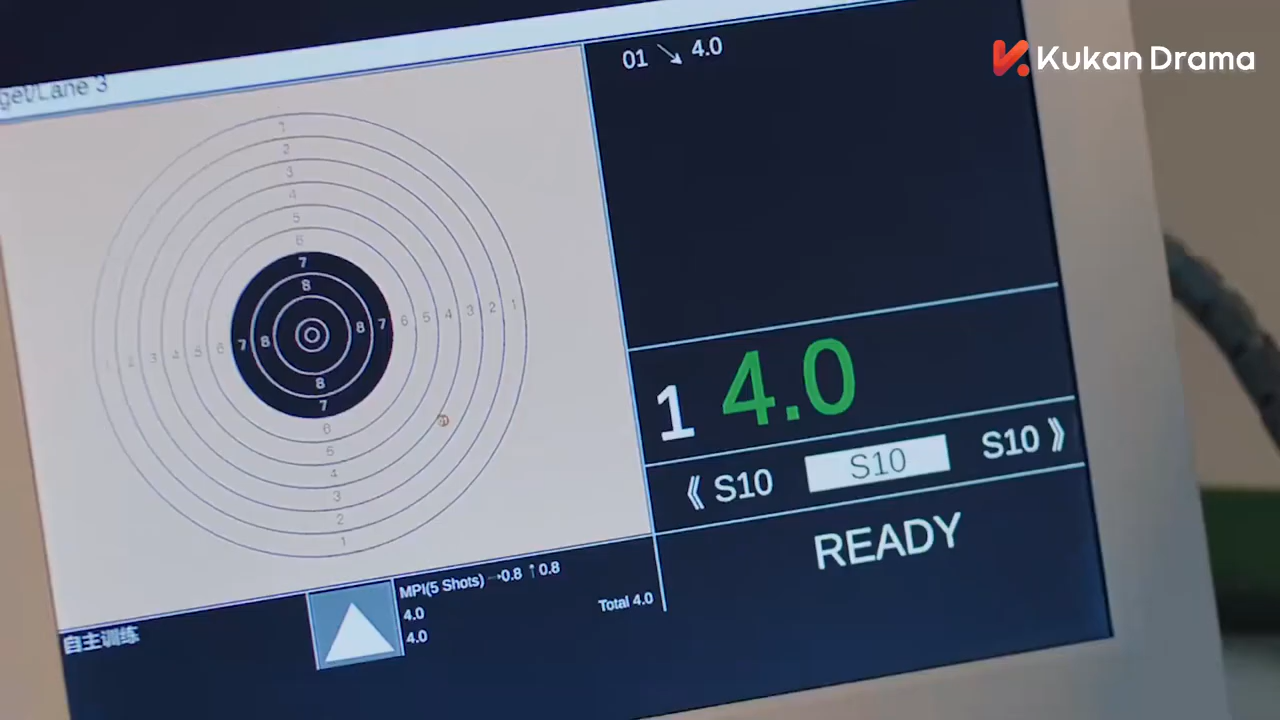 Kukan Drama
get/Lane 3
01 ↘ 4.0
1
2
3
4
5
6
7
8
1 2 3 4 5 6 7 8 8 7 6 5 4 3 2 1
8
7
6
5
4
3
2
1
1 4.0
《 S10 S10 S10 》
READY
MPI(5 Shots) →0.8 ↑0.8
4.0 Total 4.0
4.0
自主训练